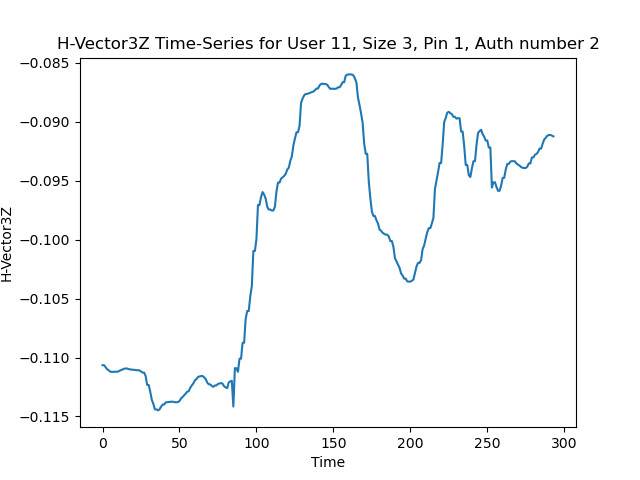 H-Vector3Z Time-Series for User 11, Size 3, Pin 1, Auth number 2
−0.085
−0.090
−0.095
−0.100
−0.105
−0.110
−0.115
H-Vector3Z
0 50 100 150 200 250 300
Time